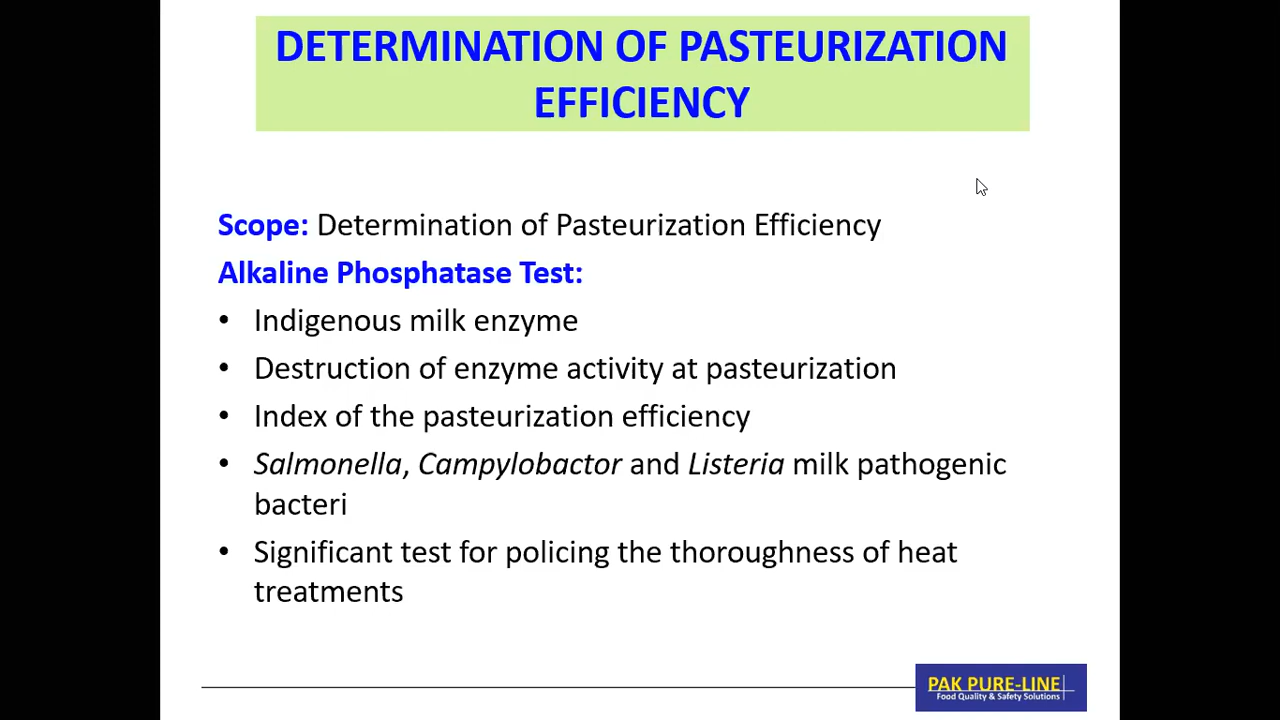 DETERMINATION OF PASTEURIZATION
EFFICIENCY
Scope: Determination of Pasteurization Efficiency
Alkaline Phosphatase Test:
• Indigenous milk enzyme
• Destruction of enzyme activity at pasteurization
• Index of the pasteurization efficiency
• Salmonella, Campylobactor and Listeria milk pathogenic
bacteri
• Significant test for policing the thoroughness of heat
treatments
PAK PURE-LINE
Food Quality & Safety Solutions